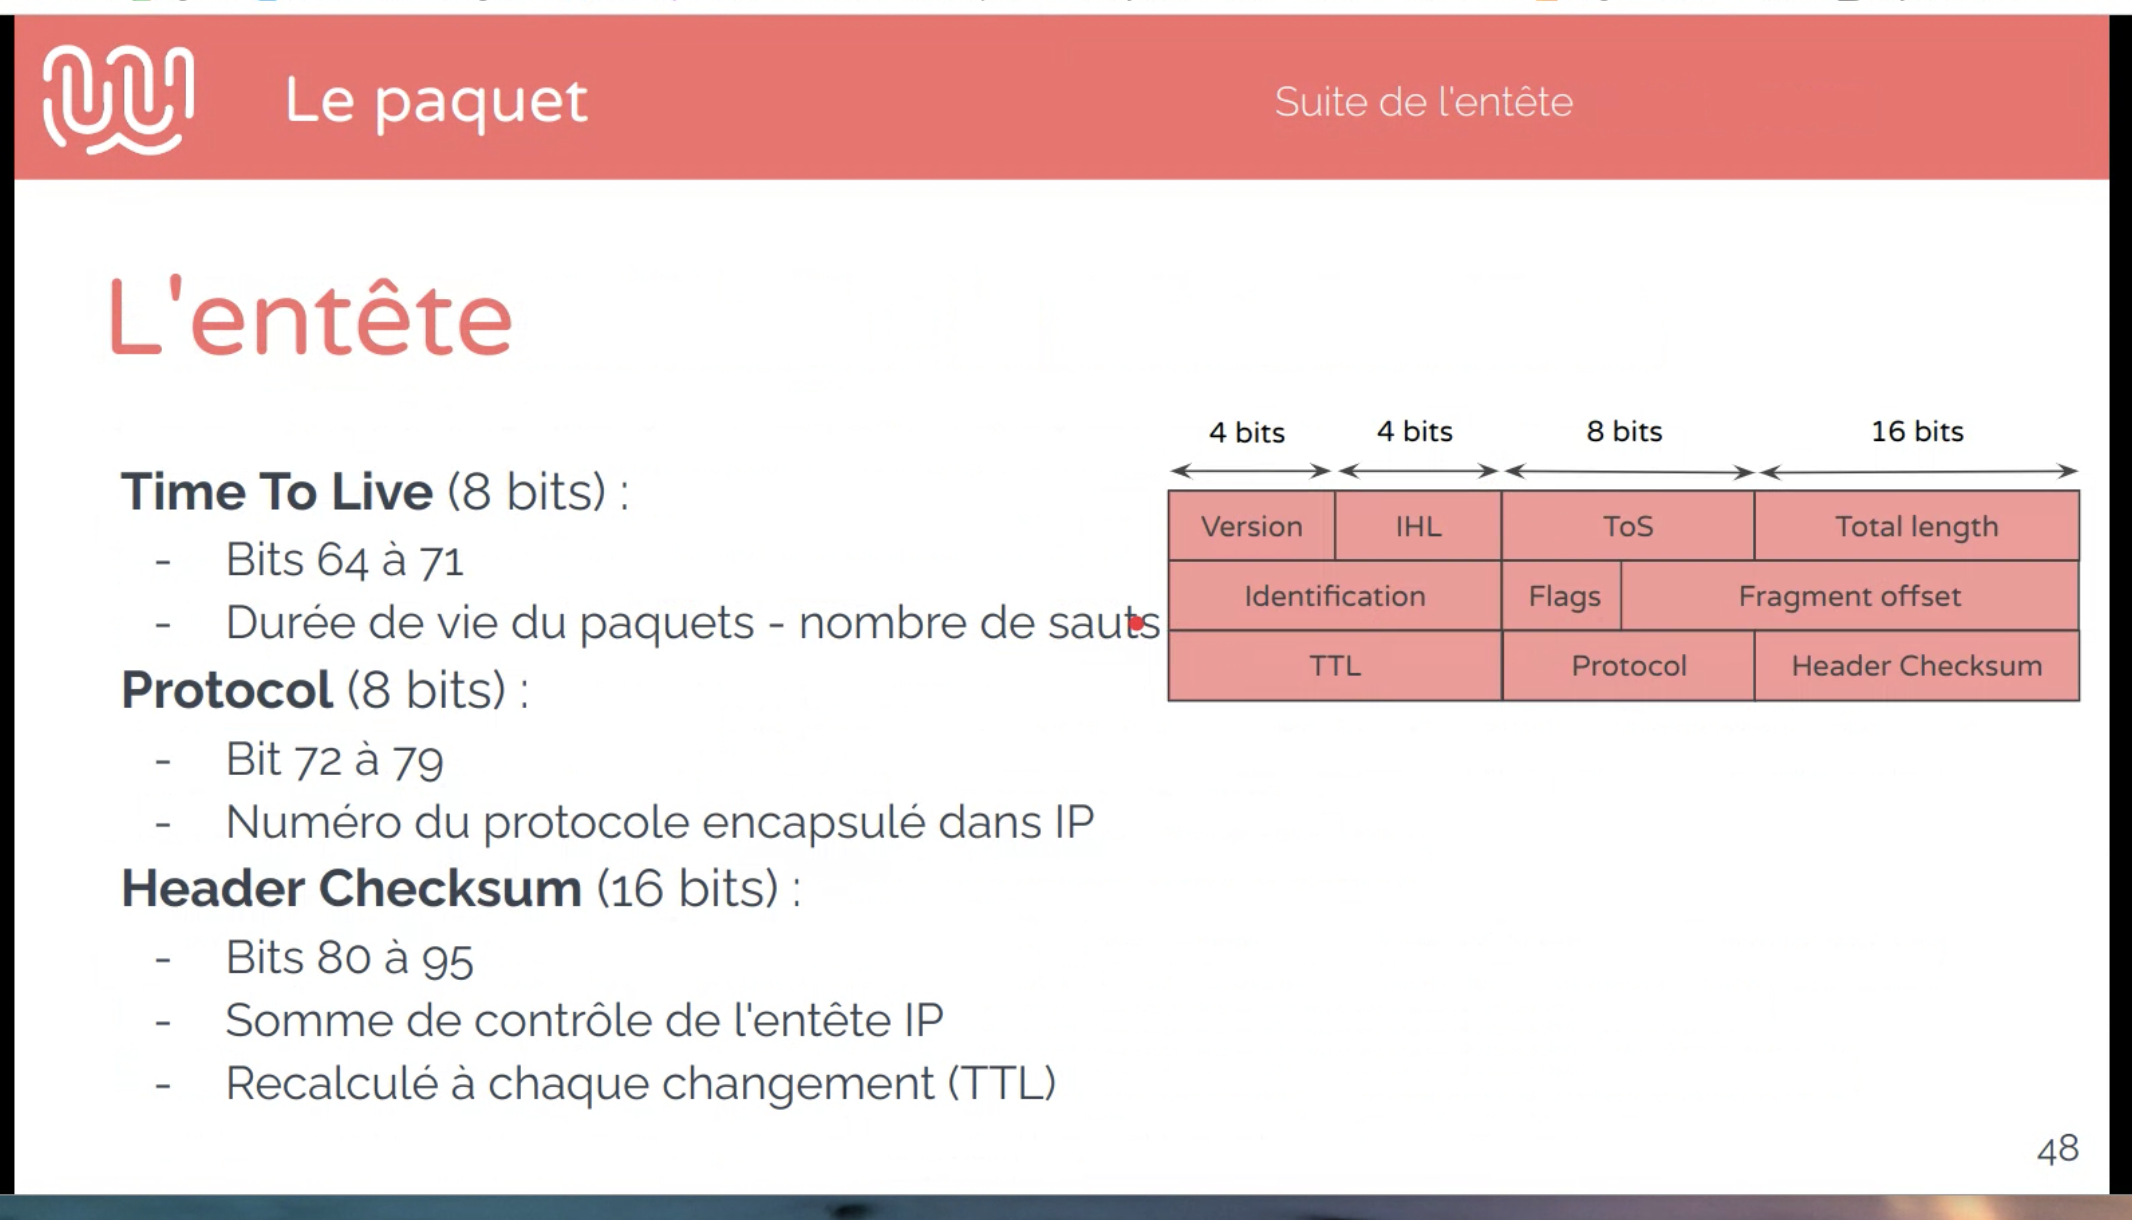 Le paquet
Suite de l'entête
L'entête
Time To Live (8 bits) :
- Bits 64 à 71
- Durée de vie du paquets - nombre de sauts
Protocol (8 bits) :
- Bit 72 à 79
- Numéro du protocole encapsulé dans IP
Header Checksum (16 bits) :
- Bits 80 à 95
- Somme de contrôle de l'entête IP
- Recalculé à chaque changement (TTL)
4 bits 4 bits 8 bits 16 bits
Version IHL ToS Total length
Identification Flags Fragment offset
TTL Protocol Header Checksum
48